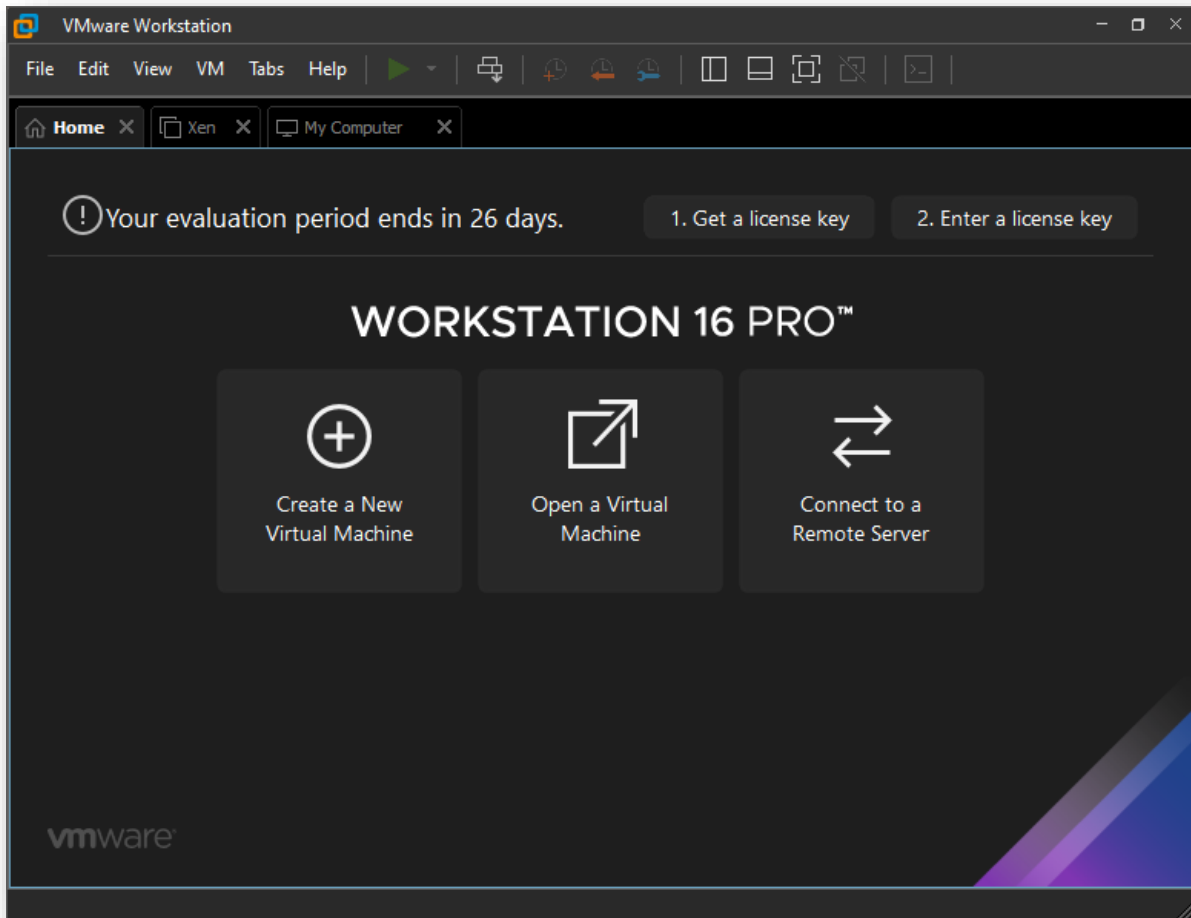 VMware Workstation
File Edit View VM Tabs Help
Home Xen My Computer
Your evaluation period ends in 26 days. 1. Get a license key 2. Enter a license key
WORKSTATION 16 PRO™
Create a New
Virtual Machine
Open a Virtual
Machine
Connect to a
Remote Server
vmware®